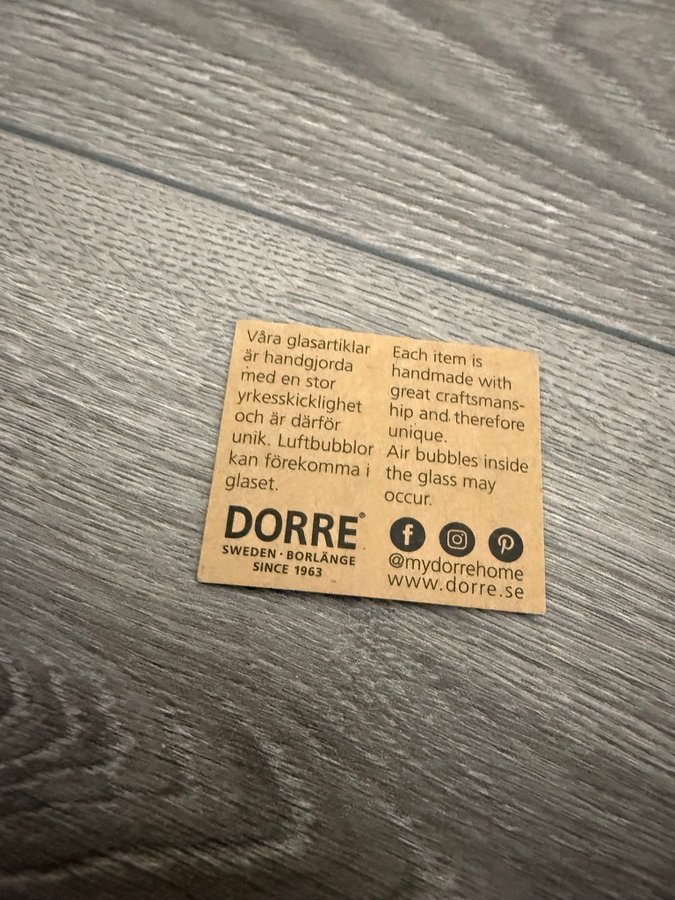 Våra glasartiklar
är handgjorda
med en stor
yrkesskicklighet
och är därför
unik. Luftbubblor
kan förekomma i
glaset.
Each item is
handmade with
great craftsmans-
hip and therefore
unique.
Air bubbles inside
the glass may
occur.
DORRE®
SWEDEN · BORLÄNGE
SINCE 1963
@mydorrehome
www.dorre.se